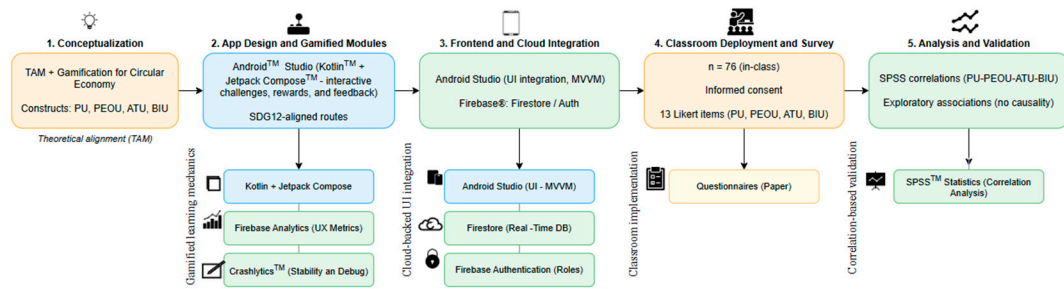 1. Conceptualization
TAM + Gamification for Circular
Economy
Constructs: PU, PEOU, ATU, BIU
Theoretical alignment (TAM)
2. App Design and Gamified Modules
Android™ Studio (Kotlin™ +
Jetpack Compose™ - interactive
challenges, rewards, and feedback)
SDG12-aligned routes
Gamified learning mechanics
Kotlin + Jetpack Compose
Firebase Analytics (UX Metrics)
Crashlytics™ (Stability an Debug)
3. Frontend and Cloud Integration
Android Studio (UI integration, MVVM)
Firebase®: Firestore / Auth
Cloud-backed UI integration
Android Studio (UI - MVVM)
Firestore (Real -Time DB)
Firebase Authentication (Roles)
4. Classroom Deployment and Survey
n = 76 (in-class)
Informed consent
13 Likert items (PU, PEOU, ATU, BIU)
Classroom implementation
Questionnaires (Paper)
5. Analysis and Validation
SPSS correlations (PU-PEOU-ATU-BIU)
Exploratory associations (no causality)
Correlation-based validation
SPSS™ Statistics (Correlation
Analysis)